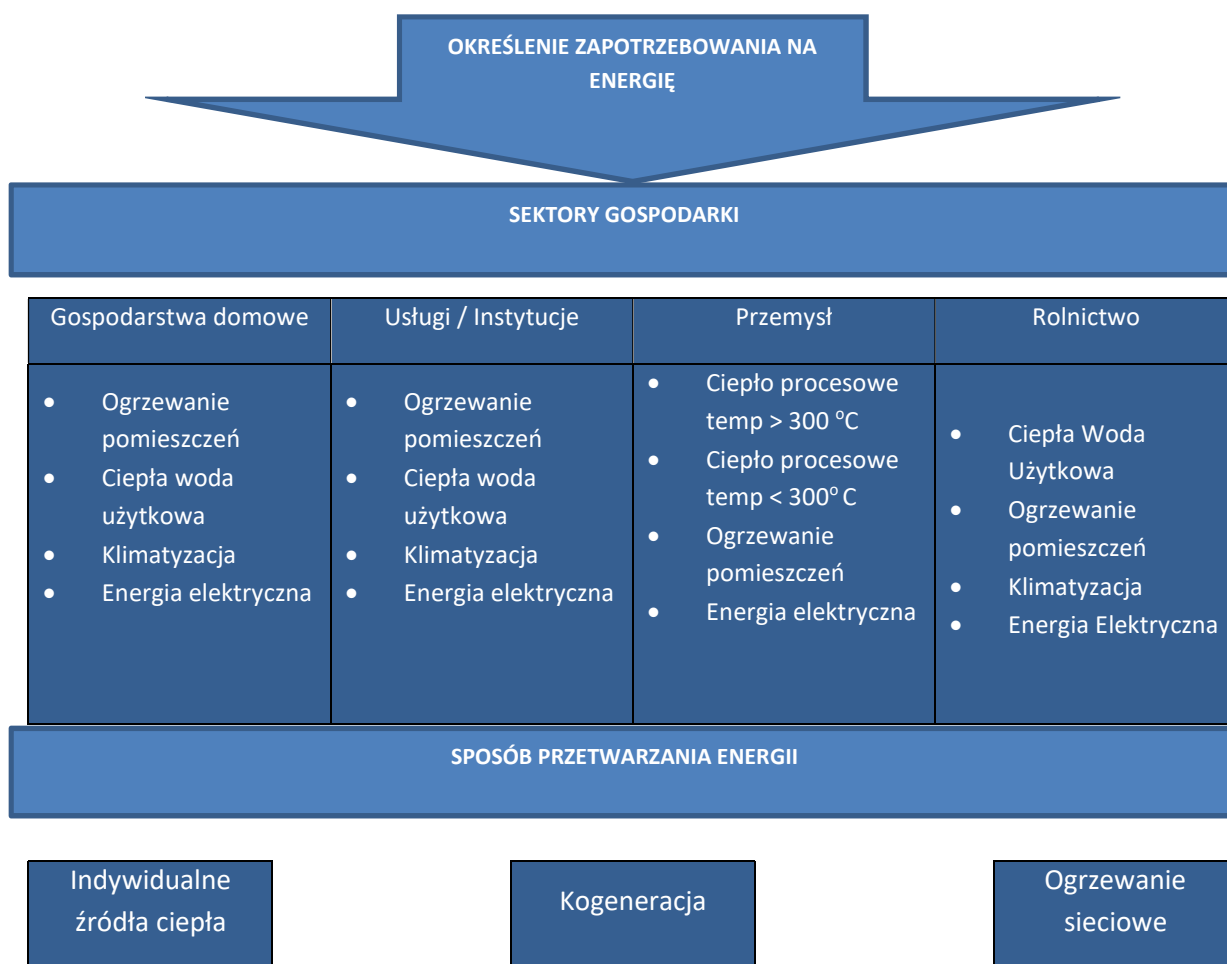 OKREŚLENIE ZAPOTRZEBOWANIA NA
ENERGIĘ
SEKTORY GOSPODARKI
Gospodarstwa domowe
Usługi / Instytucje
Przemysł
Rolnictwo
• Ogrzewanie
pomieszczeń
• Ciepła woda
użytkowa
• Klimatyzacja
• Energia elektryczna
• Ogrzewanie
pomieszczeń
• Ciepła woda
użytkowa
• Klimatyzacja
• Energia elektryczna
• Ciepło procesowe
temp > 300 °C
• Ciepło procesowe
temp < 300° C
• Ogrzewanie
pomieszczeń
• Energia elektryczna
• Ciepła Woda
Użytkowa
• Ogrzewanie
pomieszczeń
• Klimatyzacja
• Energia Elektryczna
SPOSÓB PRZETWARZANIA ENERGII
Indywidualne
źródła ciepła
Kogeneracja
Ogrzewanie
sieciowe